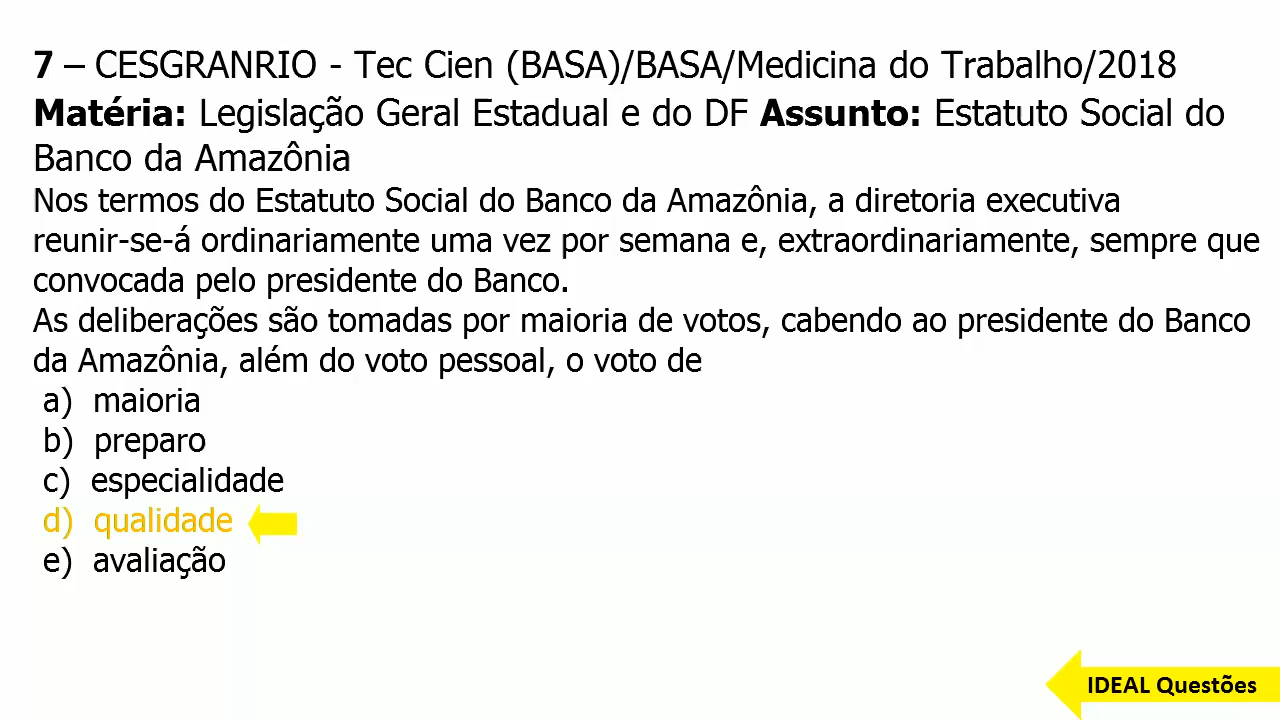 7 – CESGRANRIO - Tec Cien (BASA)/BASA/Medicina do Trabalho/2018
Matéria: Legislação Geral Estadual e do DF Assunto: Estatuto Social do
Banco da Amazônia
Nos termos do Estatuto Social do Banco da Amazônia, a diretoria executiva
reunir-se-á ordinariamente uma vez por semana e, extraordinariamente, sempre que
convocada pelo presidente do Banco.
As deliberações são tomadas por maioria de votos, cabendo ao presidente do Banco
da Amazônia, além do voto pessoal, o voto de
a) maioria
b) preparo
c) especialidade
d) qualidade
e) avaliação
IDEAL Questões